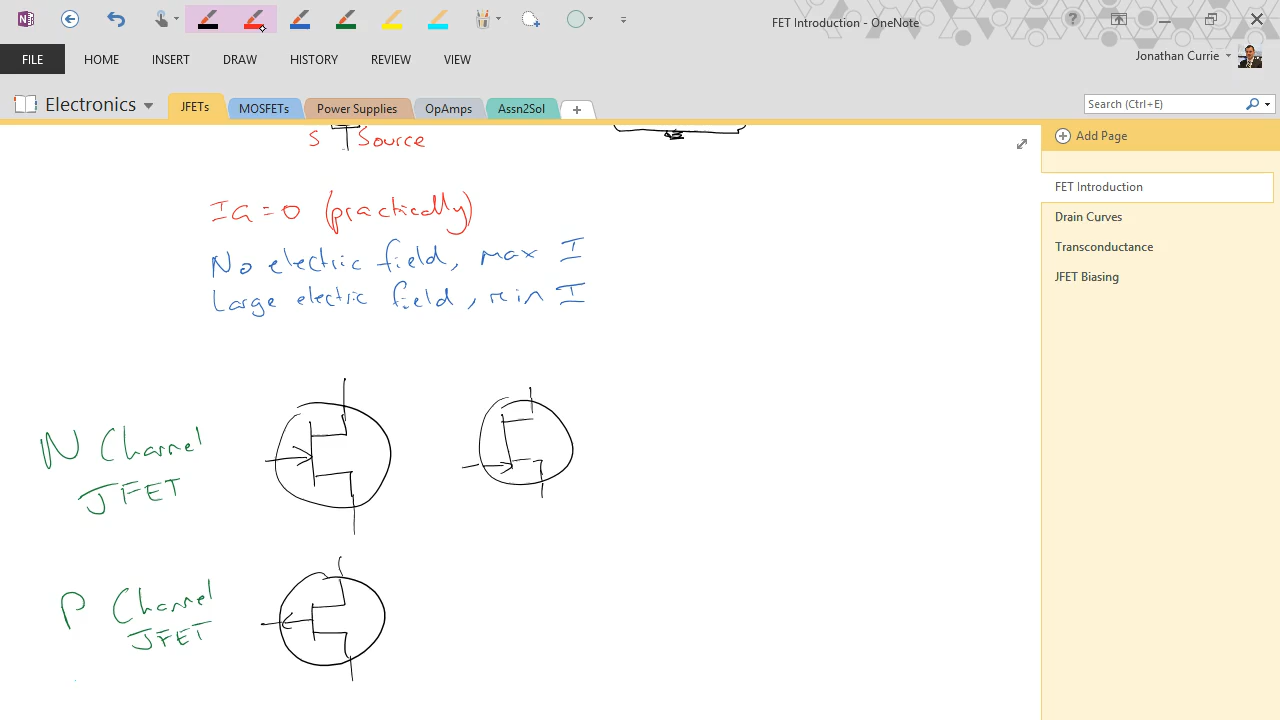 FET Introduction - OneNote
?
Jonathan Currie
FILE
HOME
INSERT
DRAW
HISTORY
REVIEW
VIEW
Electronics
JFETs
MOSFETs
Power Supplies
OpAmps
Assn2Sol
Search (Ctrl+E)
Add Page
FET Introduction
Drain Curves
Transconductance
JFET Biasing
S Source
IG = 0 (practically)
No electric field, max I
Large electric field, min I
N Channel
JFET
P Channel
JFET